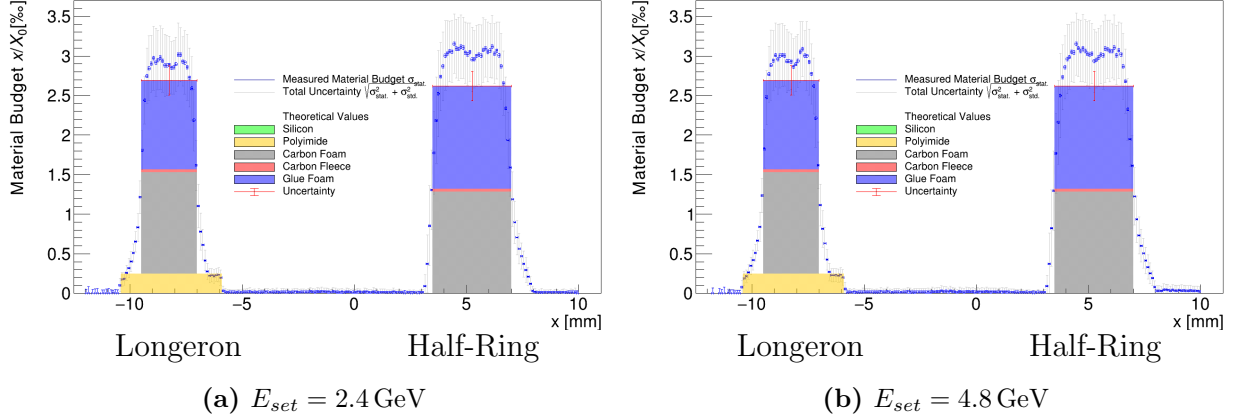 Material Budget x/X₀[‰]
3.5
3
2.5
2
1.5
1
0.5
0
Measured Material Budget σstat.
Total Uncertainty √σ²stat. + σ²std.
Theoretical Values
Silicon
Polyimide
Carbon Foam
Carbon Fleece
Glue Foam
Uncertainty
−10 −5 0 5 10
x [mm]
Longeron Half-Ring
(a) Eset = 2.4 GeV
Material Budget x/X₀[‰]
3.5
3
2.5
2
1.5
1
0.5
0
Measured Material Budget σstat.
Total Uncertainty √σ²stat. + σ²std.
Theoretical Values
Silicon
Polyimide
Carbon Foam
Carbon Fleece
Glue Foam
Uncertainty
−10 −5 0 5 10
x [mm]
Longeron Half-Ring
(b) Eset = 4.8 GeV